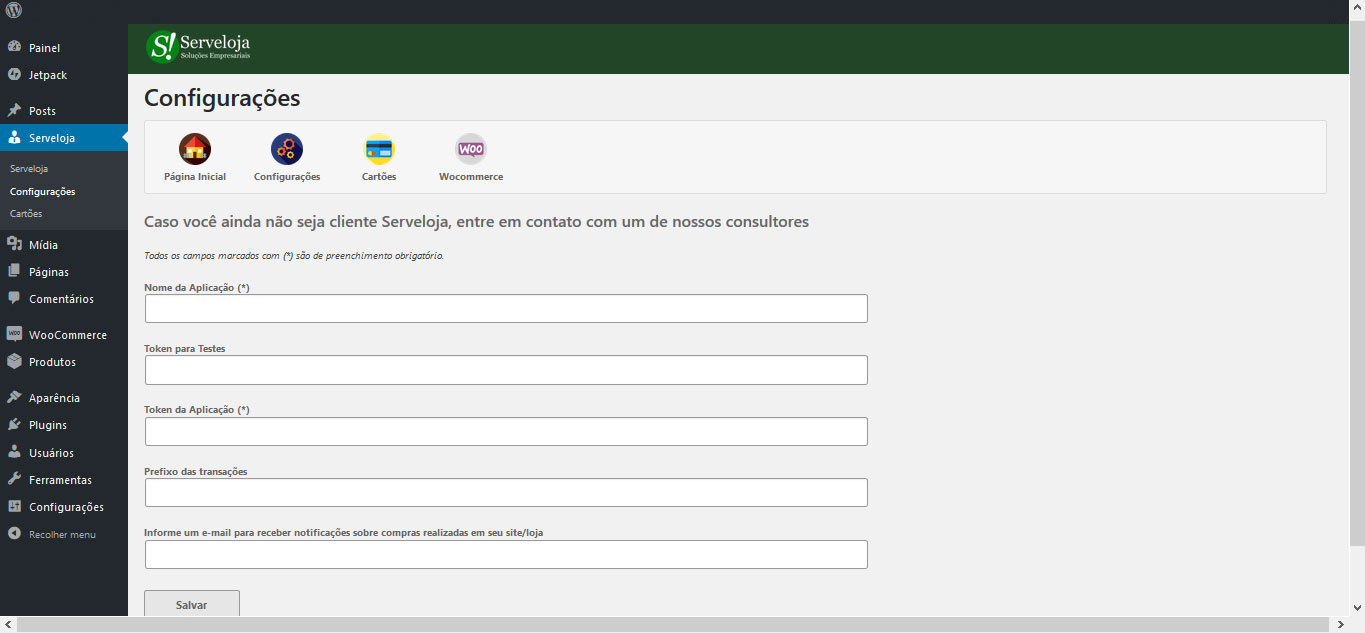 Painel
Jetpack
Posts
Serveloja
Serveloja
Configurações
Cartões
Mídia
Páginas
Comentários
WooCommerce
Produtos
Aparência
Plugins
Usuários
Ferramentas
Configurações
Recolher menu
S! Serveloja
Soluções Empresariais
Configurações
Página Inicial
Configurações
Cartões
Woo
Wocommerce
Caso você ainda não seja cliente Serveloja, entre em contato com um de nossos consultores
Todos os campos marcados com (*) são de preenchimento obrigatório.
Nome da Aplicação (*)
Token para Testes
Token da Aplicação (*)
Prefixo das transações
Informe um e-mail para receber notificações sobre compras realizadas em seu site/loja
Salvar